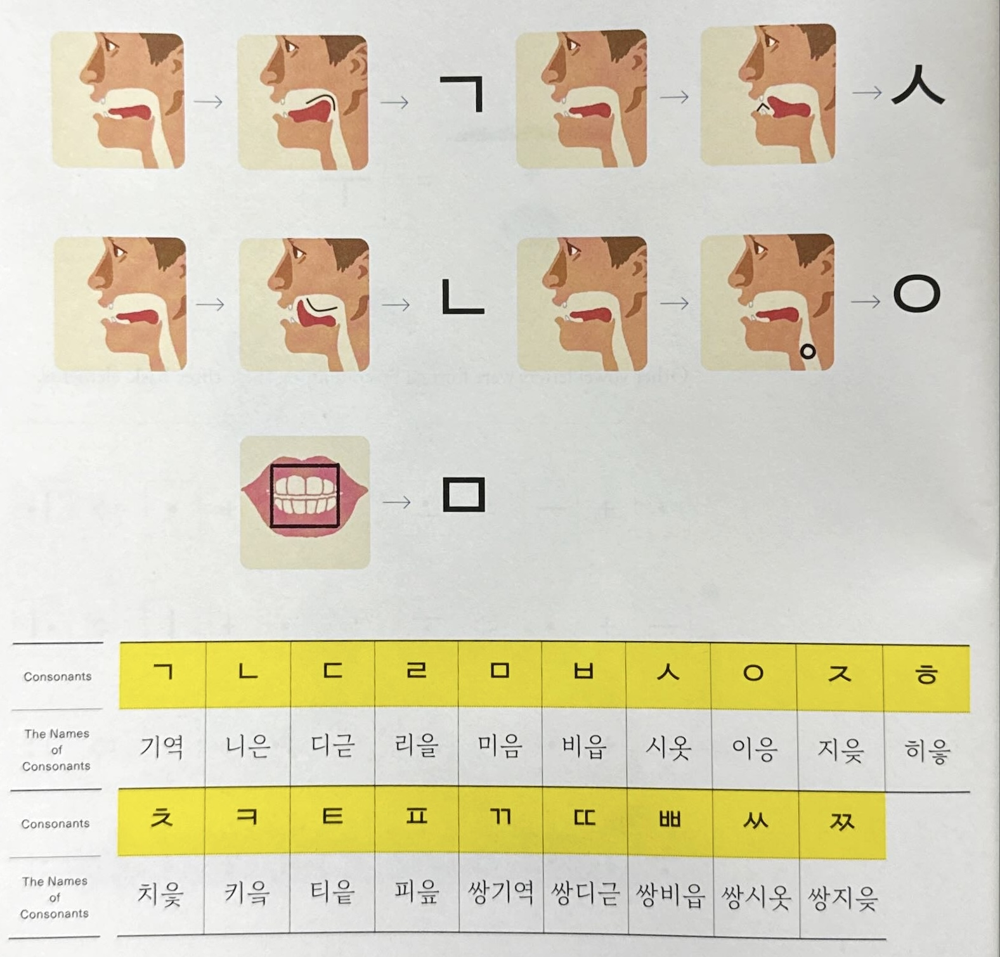 ㄱ ㅅ
ㄴ ㅇ
ㅁ
Consonants ㄱ ㄴ ㄷ ㄹ ㅁ ㅂ ㅅ ㅇ ㅈ ㅎ
The Names of Consonants 기역 니은 디귿 리을 미음 비읍 시옷 이응 지읒 히읗
Consonants ㅊ ㅋ ㅌ ㅍ ㄲ ㄸ ㅃ ㅆ ㅉ
The Names of Consonants 치읓 키읔 티읕 피읖 쌍기역 쌍디귿 쌍비읍 쌍시옷 쌍지읒